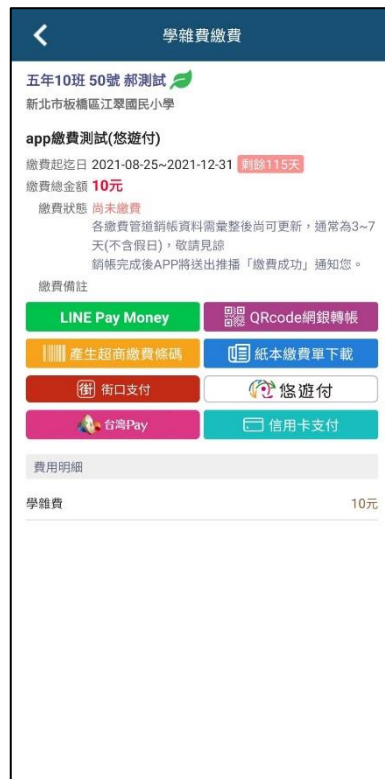 學雜費繳費
五年10班 50號 郝測試
新北市板橋區江翠國民小學
app繳費測試(悠遊付)
繳費起迄日 2021-08-25~2021-12-31 剩餘115天
繳費總金額 10元
繳費狀態 尚未繳費
各繳費管道銷帳資料需彙整後尚可更新，通常為3~7
天(不含假日)，敬請見諒
銷帳完成後APP將送出推播「繳費成功」通知您。
繳費備註
LINE Pay Money
QRcode網銀轉帳
產生超商繳費條碼
紙本繳費單下載
街 街口支付
悠遊付
台灣Pay
信用卡支付
費用明細
學雜費 10元